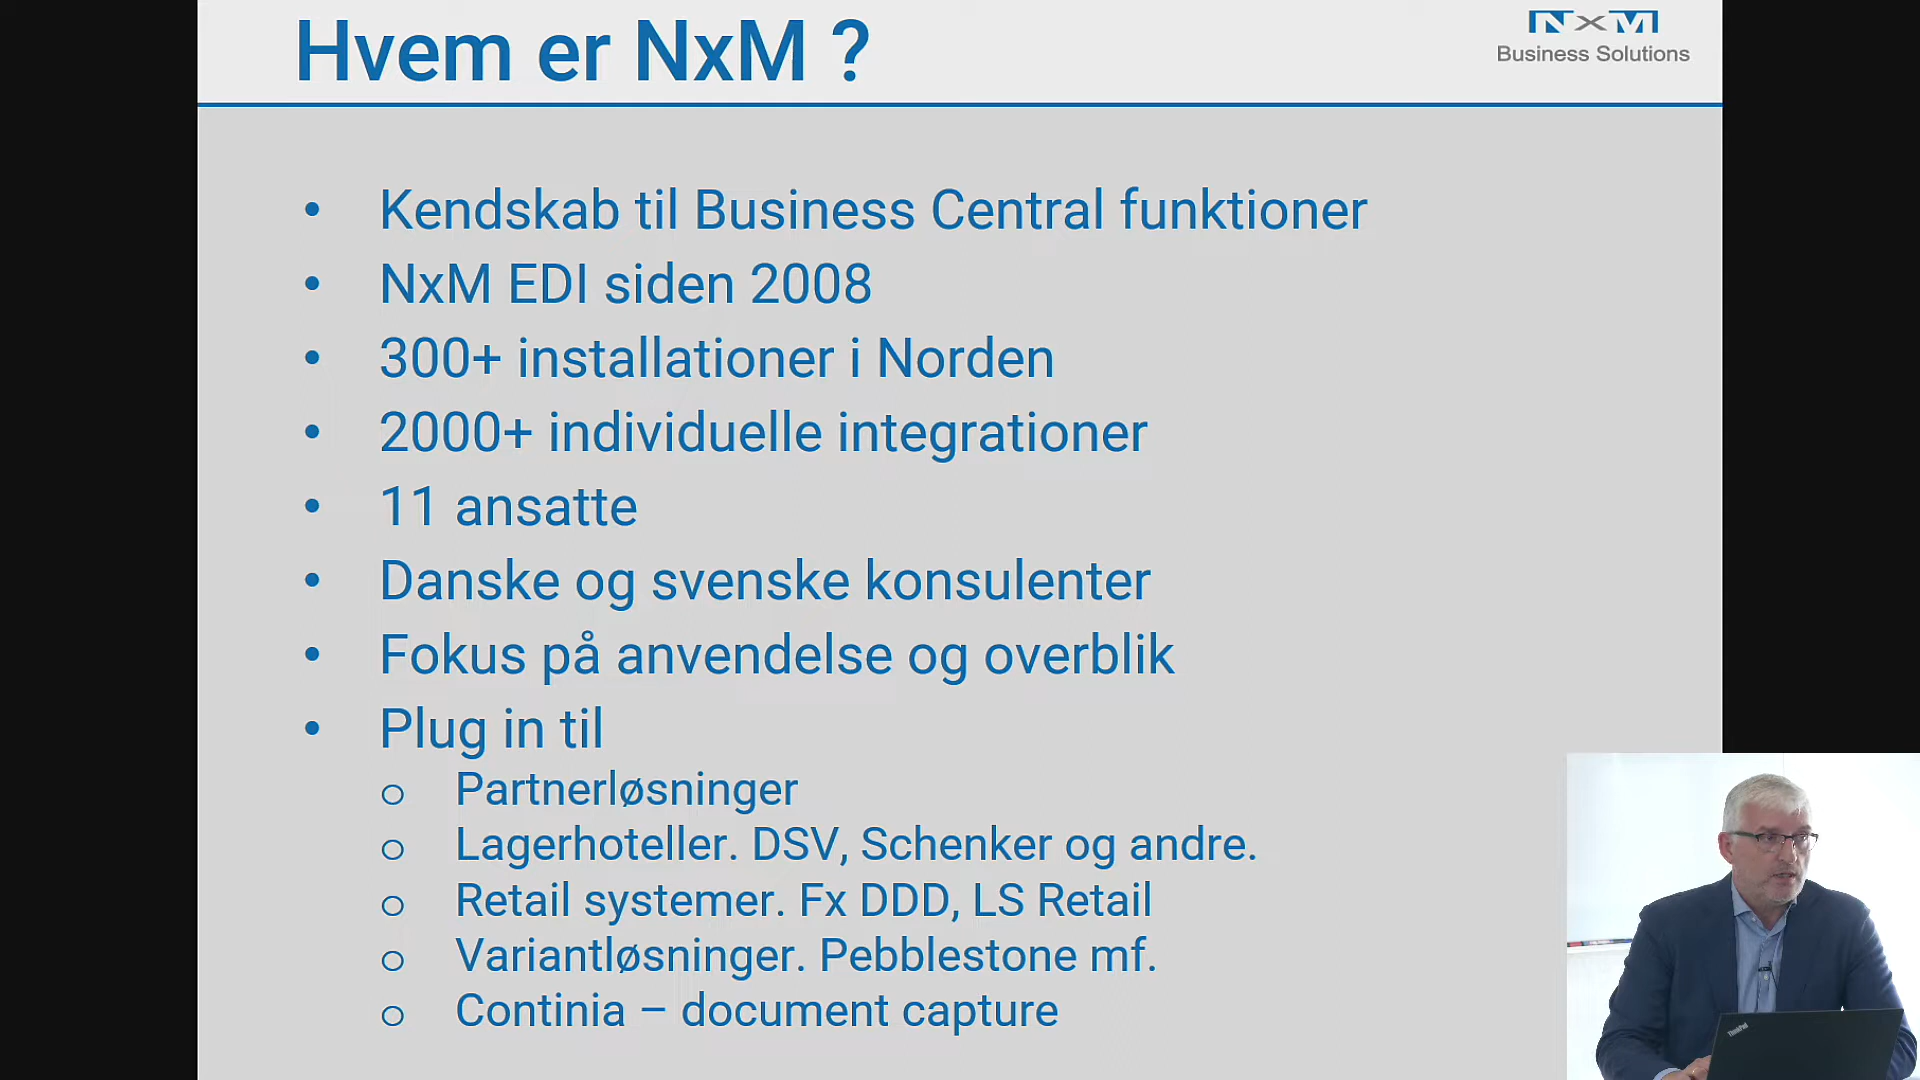 Hvem er NxM ?
NxM
Business Solutions
• Kendskab til Business Central funktioner
• NxM EDI siden 2008
• 300+ installationer i Norden
• 2000+ individuelle integrationer
• 11 ansatte
• Danske og svenske konsulenter
• Fokus på anvendelse og overblik
• Plug in til
o Partnerløsninger
o Lagerhoteller. DSV, Schenker og andre.
o Retail systemer. Fx DDD, LS Retail
o Variantløsninger. Pebblestone mf.
o Continia – document capture
ThinkPad